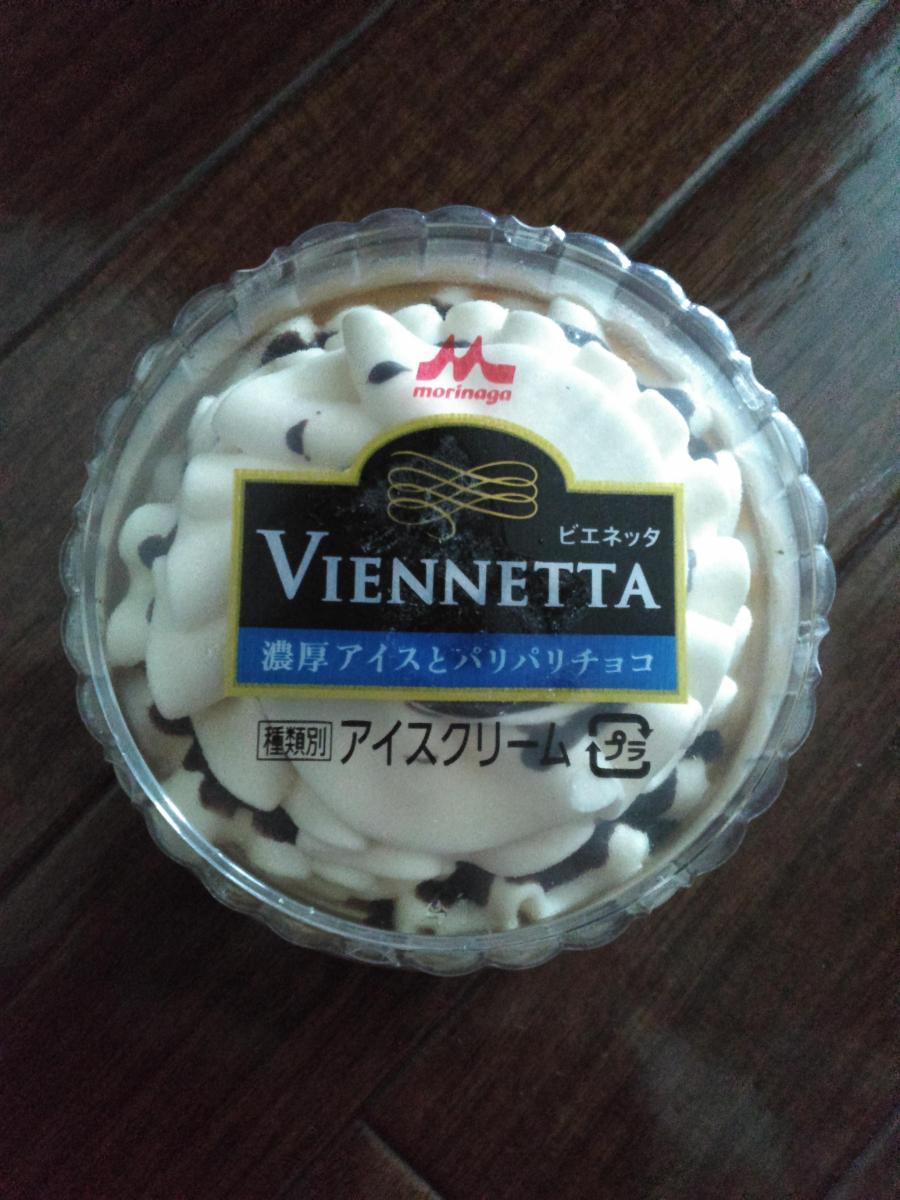 morinaga
ビエネッタ
VIENNETTA
濃厚アイスとパリパリチョコ
種類別 アイスクリーム プラ